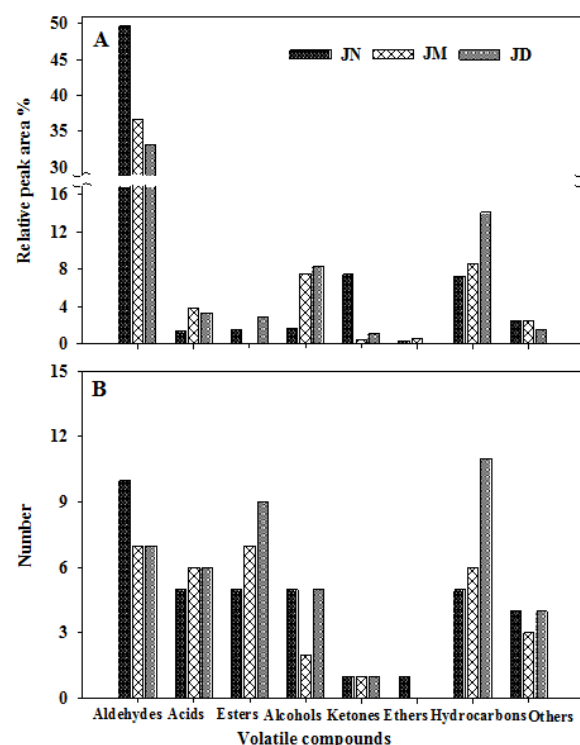 A
JN JM JD
Relative peak area %
50
45
40
35
30
16
12
8
4
0
B
Number
15
12
9
6
3
0
Aldehydes Acids Esters Alcohols Ketones Ethers Hydrocarbons Others
Volatile compounds